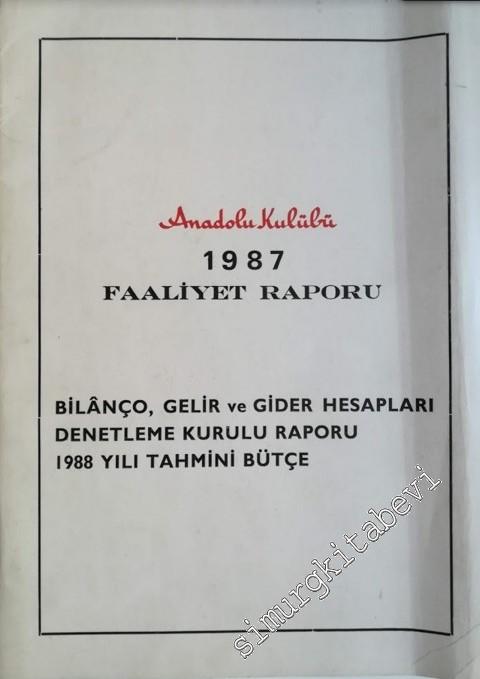 Anadolu Kulübü
1987
FAALİYET RAPORU
BİLÂNÇO, GELİR ve GİDER HESAPLARI
DENETLEME KURULU RAPORU
1988 YILI TAHMİNİ BÜTÇE
simurgkitabevi